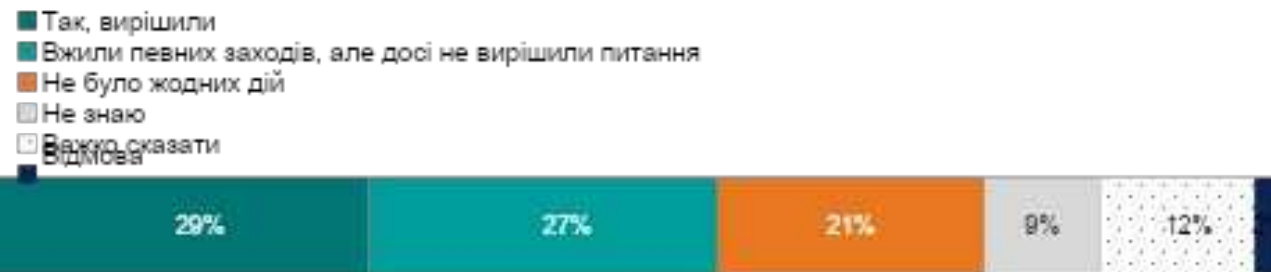 Так, вирішили
Вжили певних заходів, але досі не вирішили питання
Не було жодних дій
Не знаю
Важко сказати
Відмова
29% 27% 21% 9% 12%